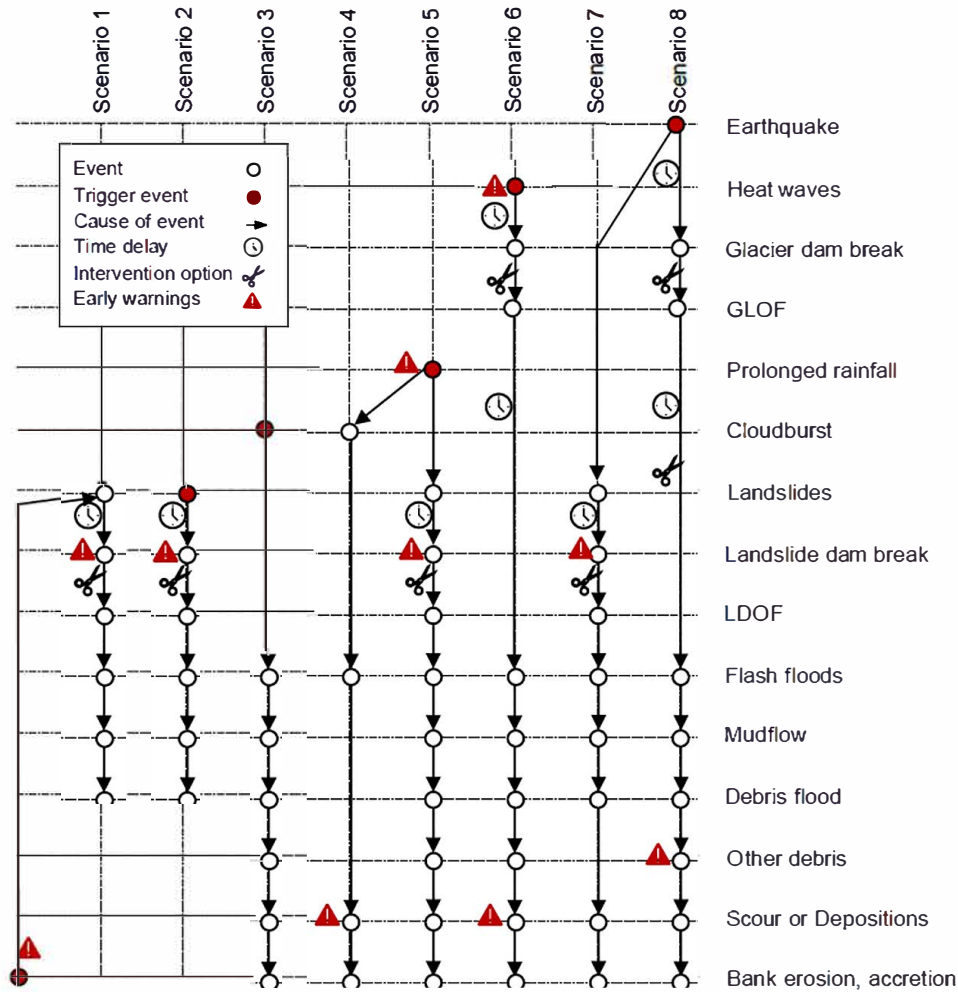 Scenario 1
Scenario 2
Scenario 3
Scenario 4
Scenario 5
Scenario 6
Scenario 7
Scenario 8
Earthquake
Event
Trigger event
Cause of event
Time delay
Intervention option
Early warnings
Heat waves
Glacier dam break
GLOF
Prolonged rainfall
Cloudburst
Landslides
Landslide dam break
LDOF
Flash floods
Mudflow
Debris flood
Other debris
Scour or Depositions
Bank erosion, accretion